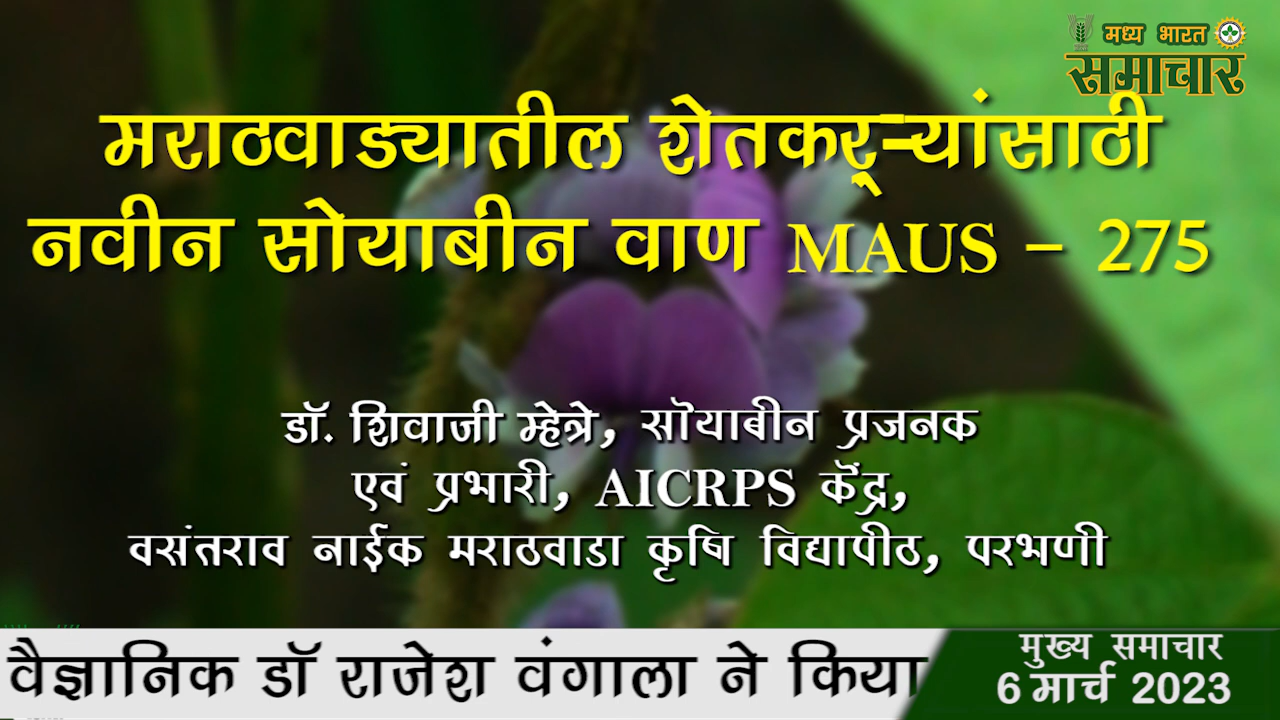 मध्य भारत
समाचार
मराठवाड्यातील शेतकर्‍यांसाठी
नवीन सोयाबीन वाण MAUS – 275
डॉ. शिवाजी म्हेत्रे, सोयाबीन प्रजनक
एवं प्रभारी, AICRPS केंद्र,
वसंतराव नाईक मराठवाडा कृषि विद्यापीठ, परभणी
वैज्ञानिक डॉ राजेश वंगाला ने किया
मुख्य समाचार
6 मार्च 2023